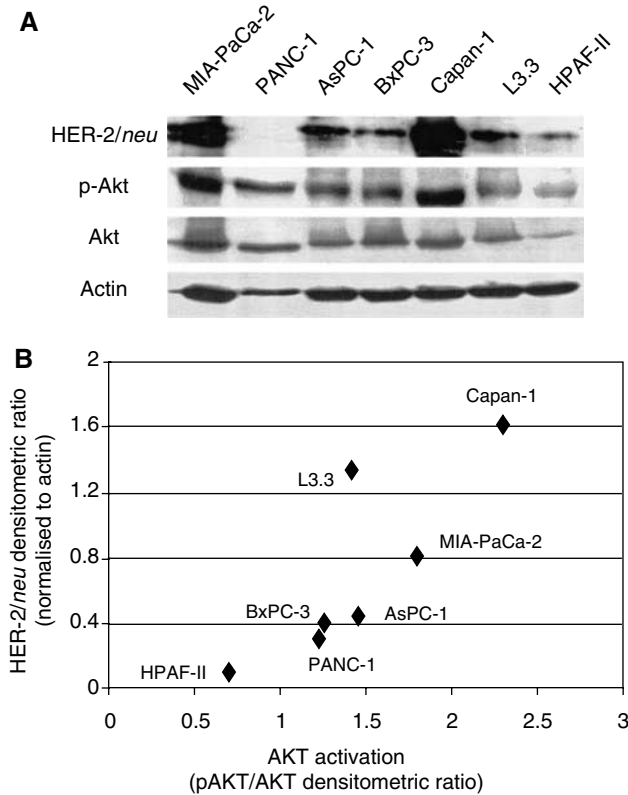 A
MIA-PaCa-2
PANC-1
AsPC-1
BxPC-3
Capan-1
L3.3
HPAF-II
HER-2/neu
p-Akt
Akt
Actin
B
HER-2/neu densitometric ratio
(normalised to actin)
2
1.6
1.2
0.8
0.4
0
Capan-1
L3.3
MIA-PaCa-2
BxPC-3
AsPC-1
PANC-1
HPAF-II
0 0.5 1 1.5 2 2.5 3
AKT activation
(pAKT/AKT densitometric ratio)